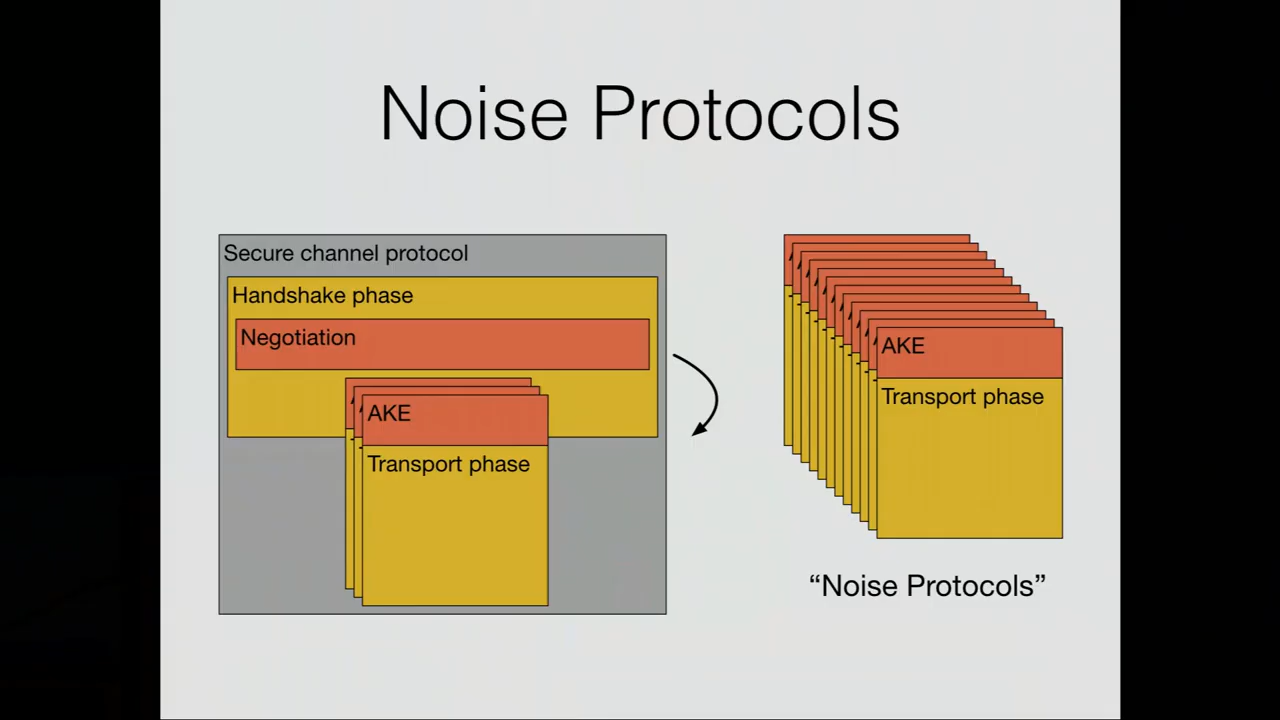 Noise Protocols
Secure channel protocol
Handshake phase
Negotiation
AKE
Transport phase
AKE
Transport phase
“Noise Protocols”